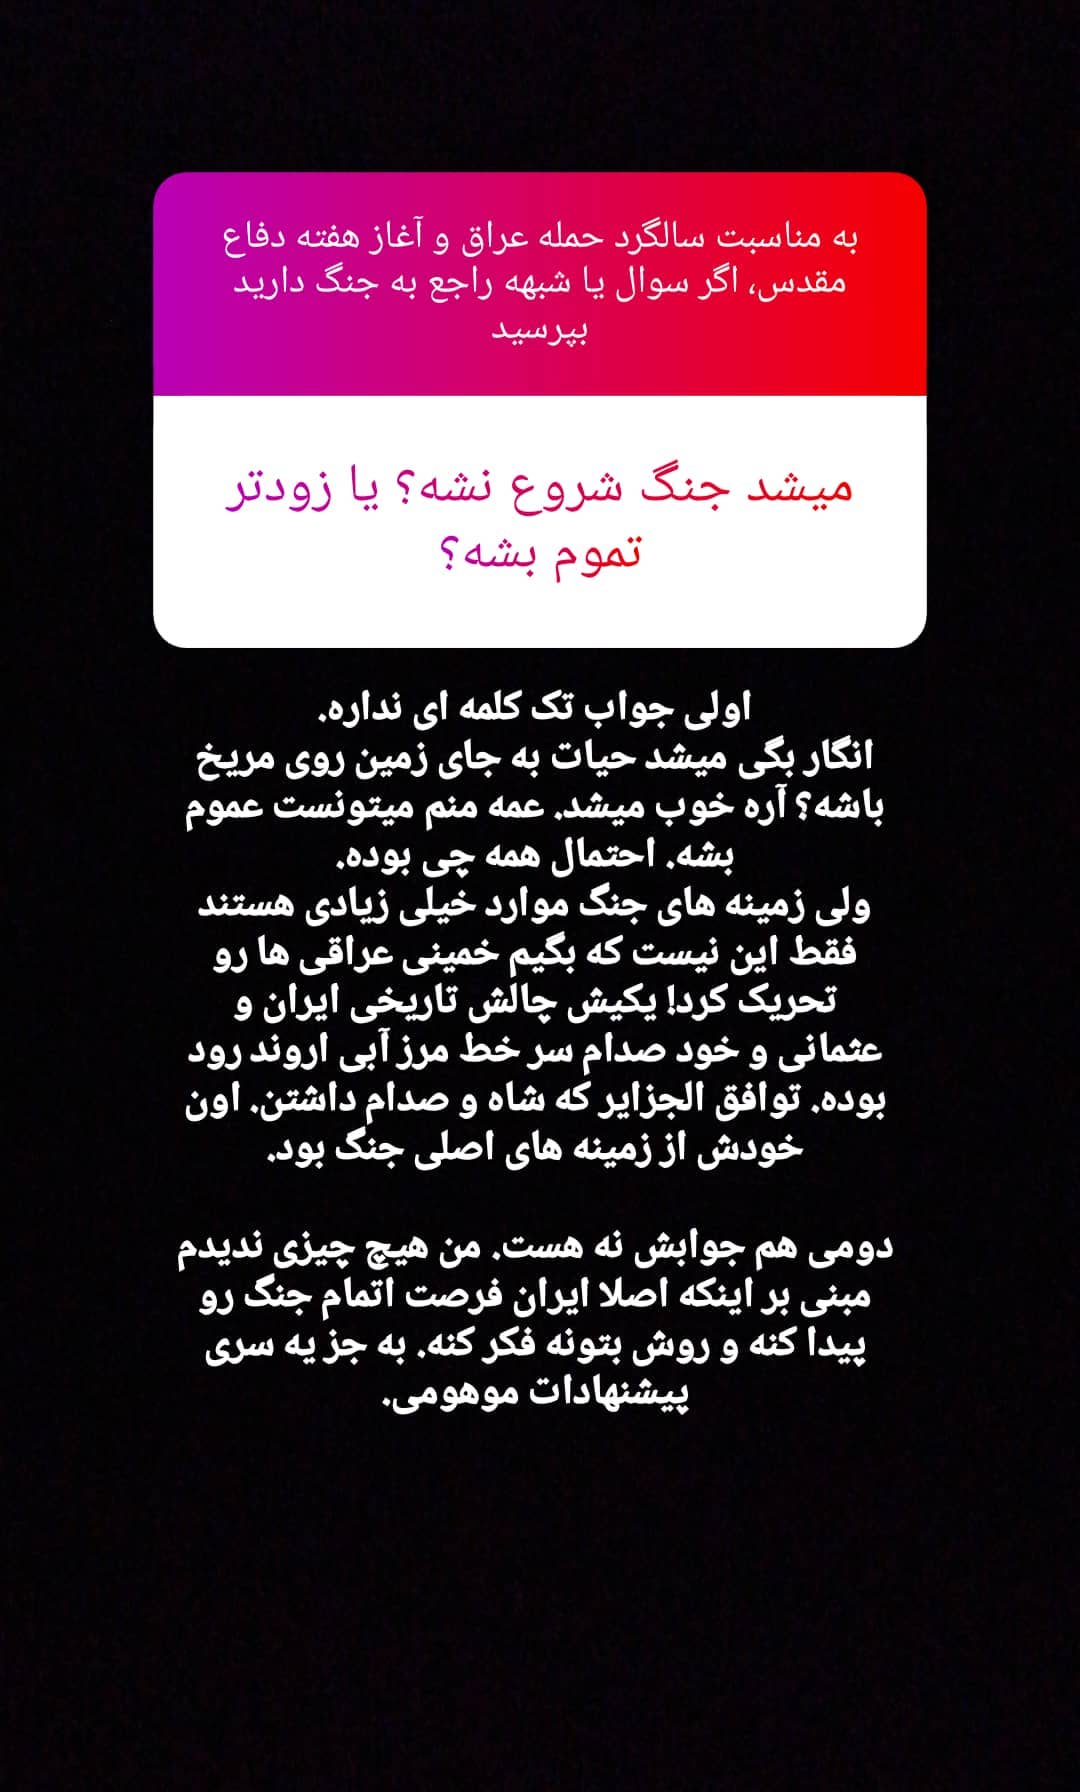 به مناسبت سالگرد حمله عراق و آغاز هفته دفاع
مقدس، اگر سوال یا شبهه راجع به جنگ دارید
بپرسید
میشد جنگ شروع نشه؟ یا زودتر
تموم بشه؟
اولی جواب تک کلمه ای نداره.
انگار بگی میشد حیات به جای زمین روی مریخ
باشه؟ آره خوب میشد. عمه منم میتونست عموم
بشه. احتمال همه چی بوده.
ولی زمینه های جنگ موارد خیلی زیادی هستند
فقط این نیست که بگیم خمینی عراقی ها رو
تحریک کرد! یکیش چالش تاریخی ایران و
عثمانی و خود صدام سر خط مرز آبی اروند رود
بوده. توافق الجزایر که شاه و صدام داشتن. اون
خودش از زمینه های اصلی جنگ بود.
دومی هم جوابش نه هست. من هیچ چیزی ندیدم
مبنی بر اینکه اصلا ایران فرصت اتمام جنگ رو
پیدا کنه و روش بتونه فکر کنه. به جز یه سری
پیشنهادات موهومی.